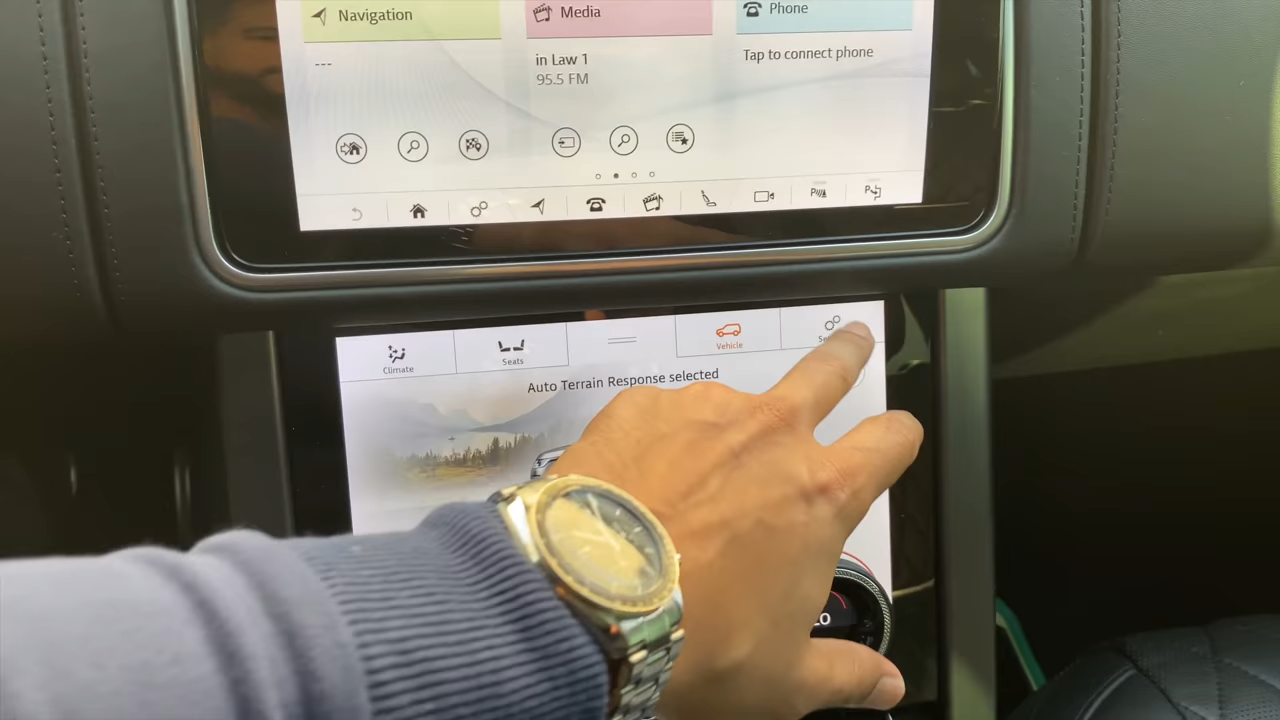 Navigation
Media
Phone
---
in Law 1
95.5 FM
Tap to connect phone
P
P
Climate
Seats
Vehicle
Auto Terrain Response selected
LO